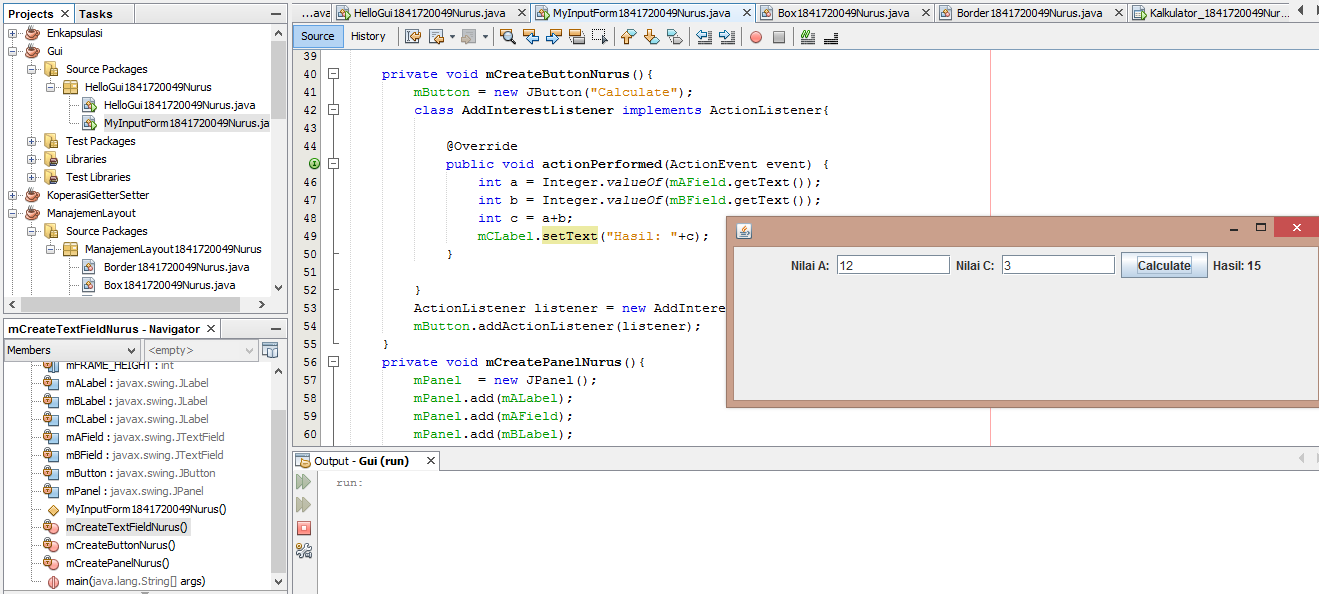 Projects
Tasks
Enkapsulasi
Gui
Source Packages
HelloGui1841720049Nurus
HelloGui1841720049Nurus.java
MyInputForm1841720049Nurus.ja
Test Packages
Libraries
Test Libraries
KoperasiGetterSetter
ManajemenLayout
Source Packages
ManajemenLayout1841720049Nurus
Border1841720049Nurus.java
Box1841720049Nurus.java
mCreateTextFieldNurus - Navigator
Members
<empty>
mFRAME_HEIGHT : int
mALabel : javax.swing.JLabel
mBLabel : javax.swing.JLabel
mCLabel : javax.swing.JLabel
mAField : javax.swing.JTextField
mBField : javax.swing.JTextField
mButton : javax.swing.JButton
mPanel : javax.swing.JPanel
MyInputForm1841720049Nurus()
mCreateTextFieldNurus()
mCreateButtonNurus()
mCreatePanelNurus()
main(java.lang.String[] args)
...ava
HelloGui1841720049Nurus.java
MyInputForm1841720049Nurus.java
Box1841720049Nurus.java
Border1841720049Nurus.java
Kalkulator_1841720049Nur...
Source
History
39
40 private void mCreateButtonNurus(){
41 mButton = new JButton("Calculate");
42 class AddInterestListener implements ActionListener{
43
44 @Override
public void actionPerformed(ActionEvent event) {
46 int a = Integer.valueOf(mAField.getText());
47 int b = Integer.valueOf(mBField.getText());
48 int c = a+b;
49 mCLabel.setText("Hasil: "+c);
50 }
51
52 }
53 ActionListener listener = new AddInte
54 mButton.addActionListener(listener);
55 }
56 private void mCreatePanelNurus(){
57 mPanel = new JPanel();
58 mPanel.add(mALabel);
59 mPanel.add(mAField);
60 mPanel.add(mBLabel);
Nilai A: 12 Nilai C: 3 Calculate Hasil: 15
Output - Gui (run)
run: